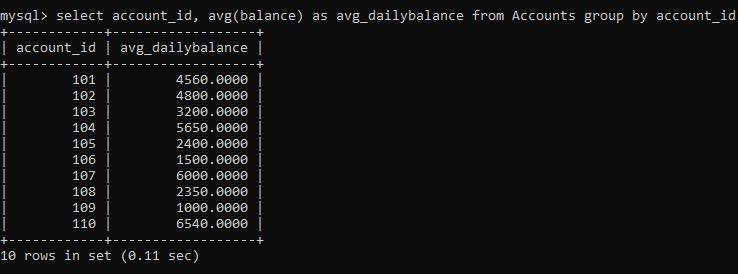 mysql> select account_id, avg(balance) as avg_dailybalance from Accounts group by account_id
+------------+------------------+
| account_id | avg_dailybalance |
+------------+------------------+
|        101 |        4560.0000 |
|        102 |        4800.0000 |
|        103 |        3200.0000 |
|        104 |        5650.0000 |
|        105 |        2400.0000 |
|        106 |        1500.0000 |
|        107 |        6000.0000 |
|        108 |        2350.0000 |
|        109 |        1000.0000 |
|        110 |        6540.0000 |
+------------+------------------+
10 rows in set (0.11 sec)